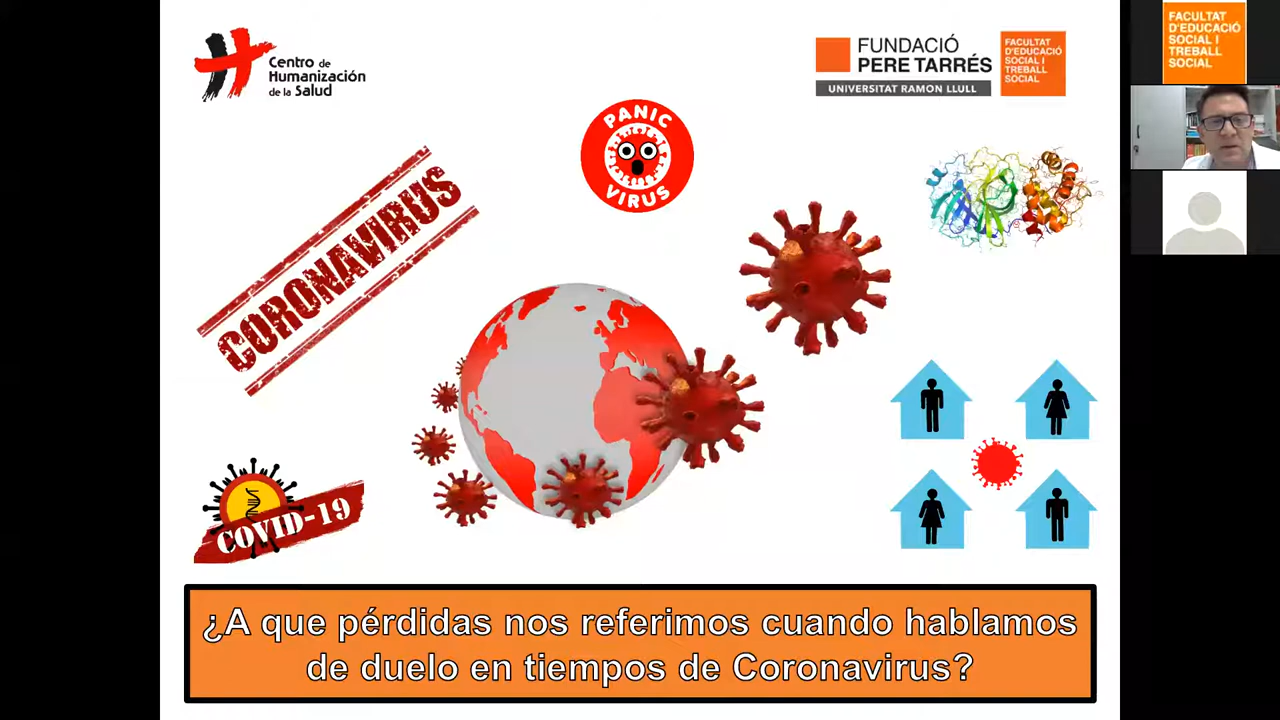 Centro de
Humanización
de la Salud
FUNDACIÓ
PERE TARRÉS
UNIVERSITAT RAMON LLULL
FACULTAT
D'EDUCACIÓ
SOCIAL I
TREBALL
SOCIAL
FACULTAT
D'EDUCACIÓ
SOCIAL I
TREBALL
SOCIAL
PANIC
VIRUS
CORONAVIRUS
COVID-19
¿A que pérdidas nos referimos cuando hablamos
de duelo en tiempos de Coronavirus?